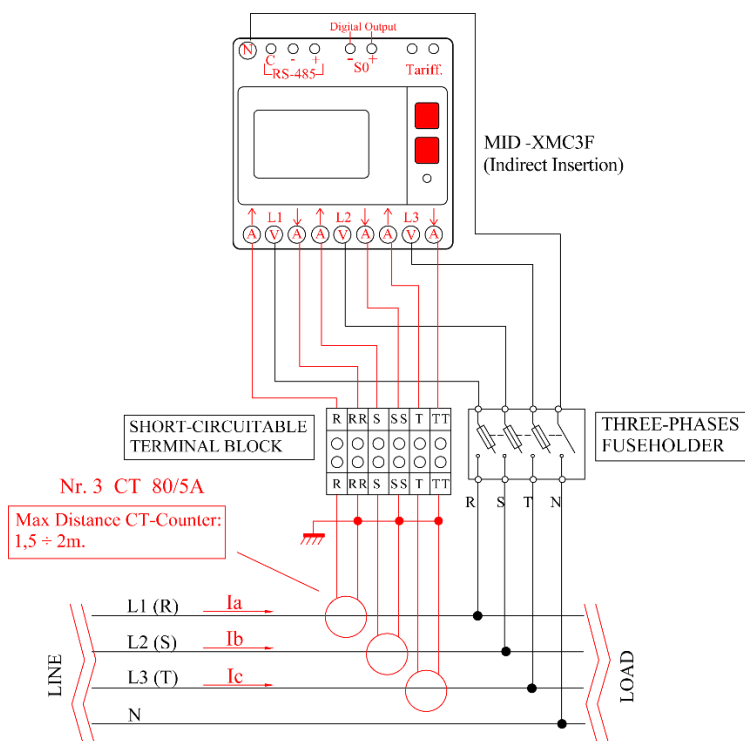 Digital Output
N
C - + - + 
RS-485 S0 Tariff.
MID -XMC3F
(Indirect Insertion)
L1 L2 L3
A V A A V A A V A
SHORT-CIRCUITABLE
TERMINAL BLOCK
R RR S SS T TT
R RR S SS T TT
THREE-PHASES
FUSEHOLDER
R S T N
Nr. 3 CT 80/5A
Max Distance CT-Counter:
1,5 ÷ 2m.
LINE
L1 (R) Ia
L2 (S) Ib
L3 (T) Ic
N
LOAD